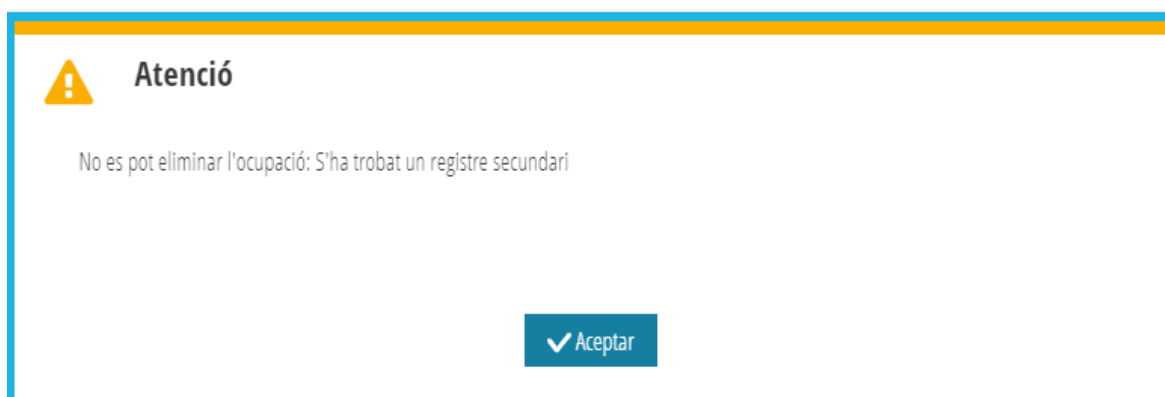 Atenció
No es pot eliminar l'ocupació: S'ha trobat un registre secundari
Aceptar